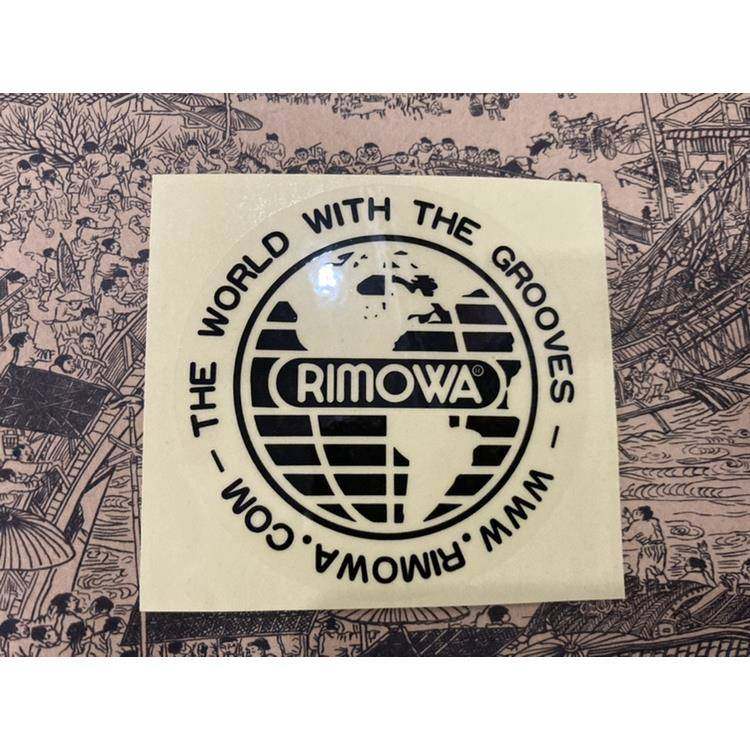 THE WORLD WITH THE GROOVES –
WWW.RIMOWA.COM –
RIMOWA®